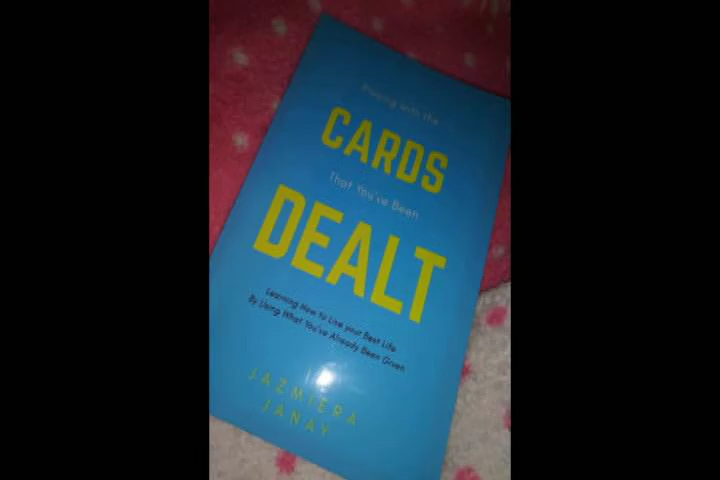 Playing with the
CARDS
That You've Been
DEALT
Learning How to Live your Best Life
By Using What You've Already Been Given
JAZMIERA
JANAY